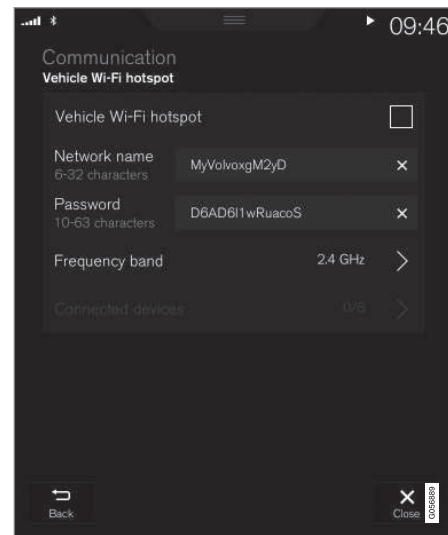 09:46
Communication
Vehicle Wi-Fi hotspot
Vehicle Wi-Fi hotspot
Network name
6-32 characters
MyVolvoxgM2yD
Password
10-63 characters
D6AD6I1wRuacoS
Frequency band
2.4 GHz
Connected devices
0/8
Back
Close
G056889